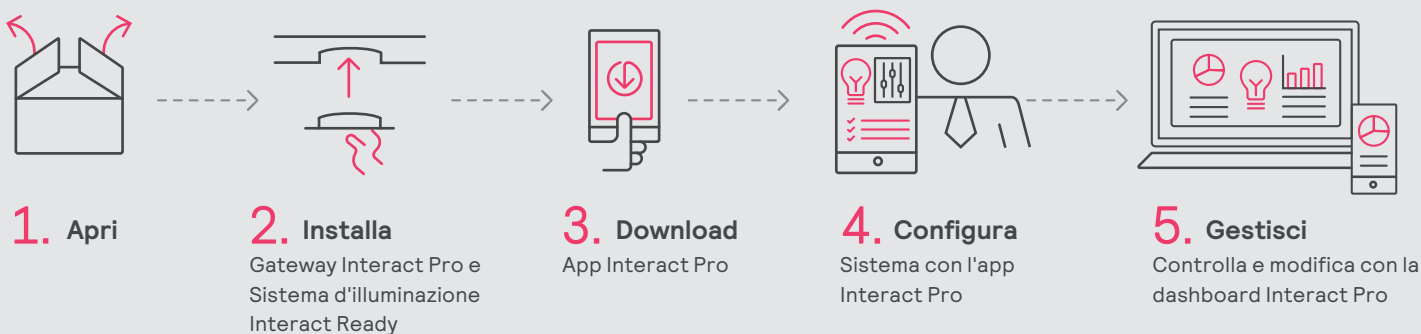 1. Apri
2. Installa
Gateway Interact Pro e
Sistema d'illuminazione
Interact Ready
3. Download
App Interact Pro
4. Configura
Sistema con l'app
Interact Pro
5. Gestisci
Controlla e modifica con la
dashboard Interact Pro